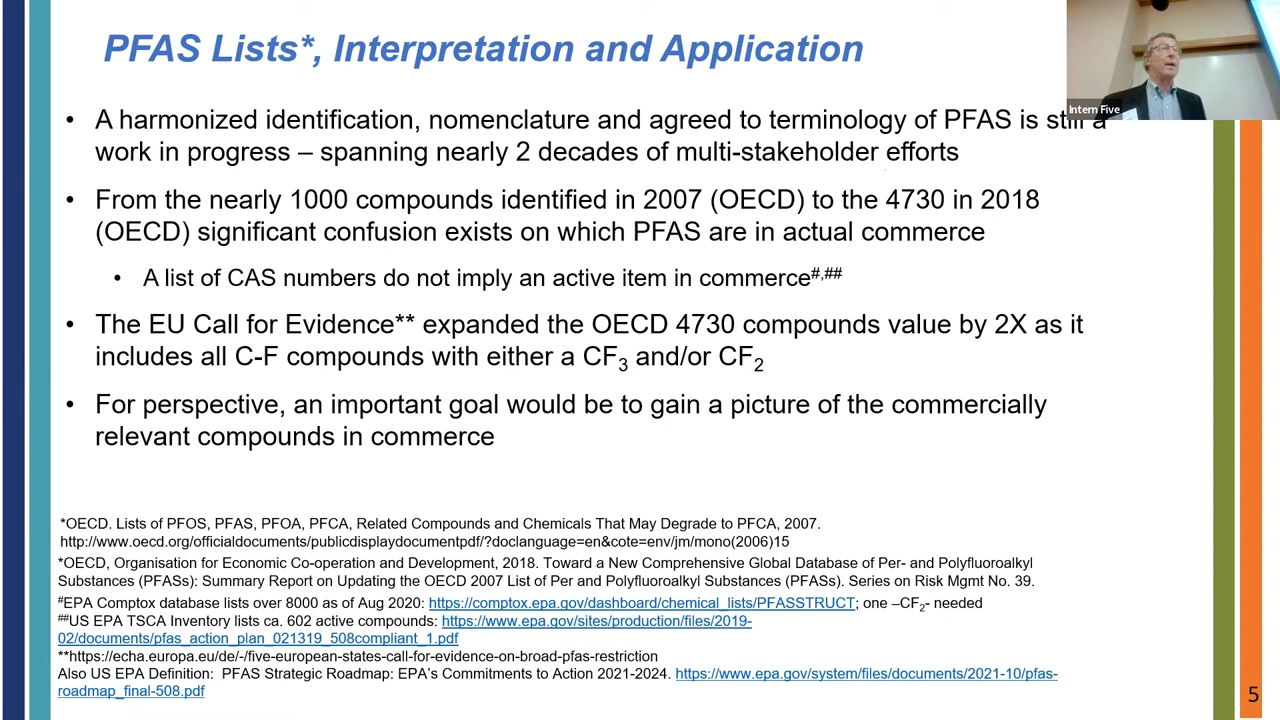 PFAS Lists*, Interpretation and Application
Intern Five
• A harmonized identification, nomenclature and agreed to terminology of PFAS is still a
work in progress – spanning nearly 2 decades of multi-stakeholder efforts
• From the nearly 1000 compounds identified in 2007 (OECD) to the 4730 in 2018
(OECD) significant confusion exists on which PFAS are in actual commerce
• A list of CAS numbers do not imply an active item in commerce#,##
• The EU Call for Evidence** expanded the OECD 4730 compounds value by 2X as it
includes all C-F compounds with either a CF3 and/or CF2
• For perspective, an important goal would be to gain a picture of the commercially
relevant compounds in commerce
*OECD. Lists of PFOS, PFAS, PFOA, PFCA, Related Compounds and Chemicals That May Degrade to PFCA, 2007.
http://www.oecd.org/officialdocuments/publicdisplaydocumentpdf/?doclanguage=en&cote=env/jm/mono(2006)15
*OECD, Organisation for Economic Co-operation and Development, 2018. Toward a New Comprehensive Global Database of Per- and Polyfluoroalkyl
Substances (PFASs): Summary Report on Updating the OECD 2007 List of Per and Polyfluoroalkyl Substances (PFASs). Series on Risk Mgmt No. 39.
#EPA Comptox database lists over 8000 as of Aug 2020: https://comptox.epa.gov/dashboard/chemical_lists/PFASSTRUCT; one –CF2- needed
##US EPA TSCA Inventory lists ca. 602 active compounds: https://www.epa.gov/sites/production/files/2019-
02/documents/pfas_action_plan_021319_508compliant_1.pdf
**https://echa.europa.eu/de/-/five-european-states-call-for-evidence-on-broad-pfas-restriction
Also US EPA Definition: PFAS Strategic Roadmap: EPA's Commitments to Action 2021-2024. https://www.epa.gov/system/files/documents/2021-10/pfas-
roadmap_final-508.pdf
5